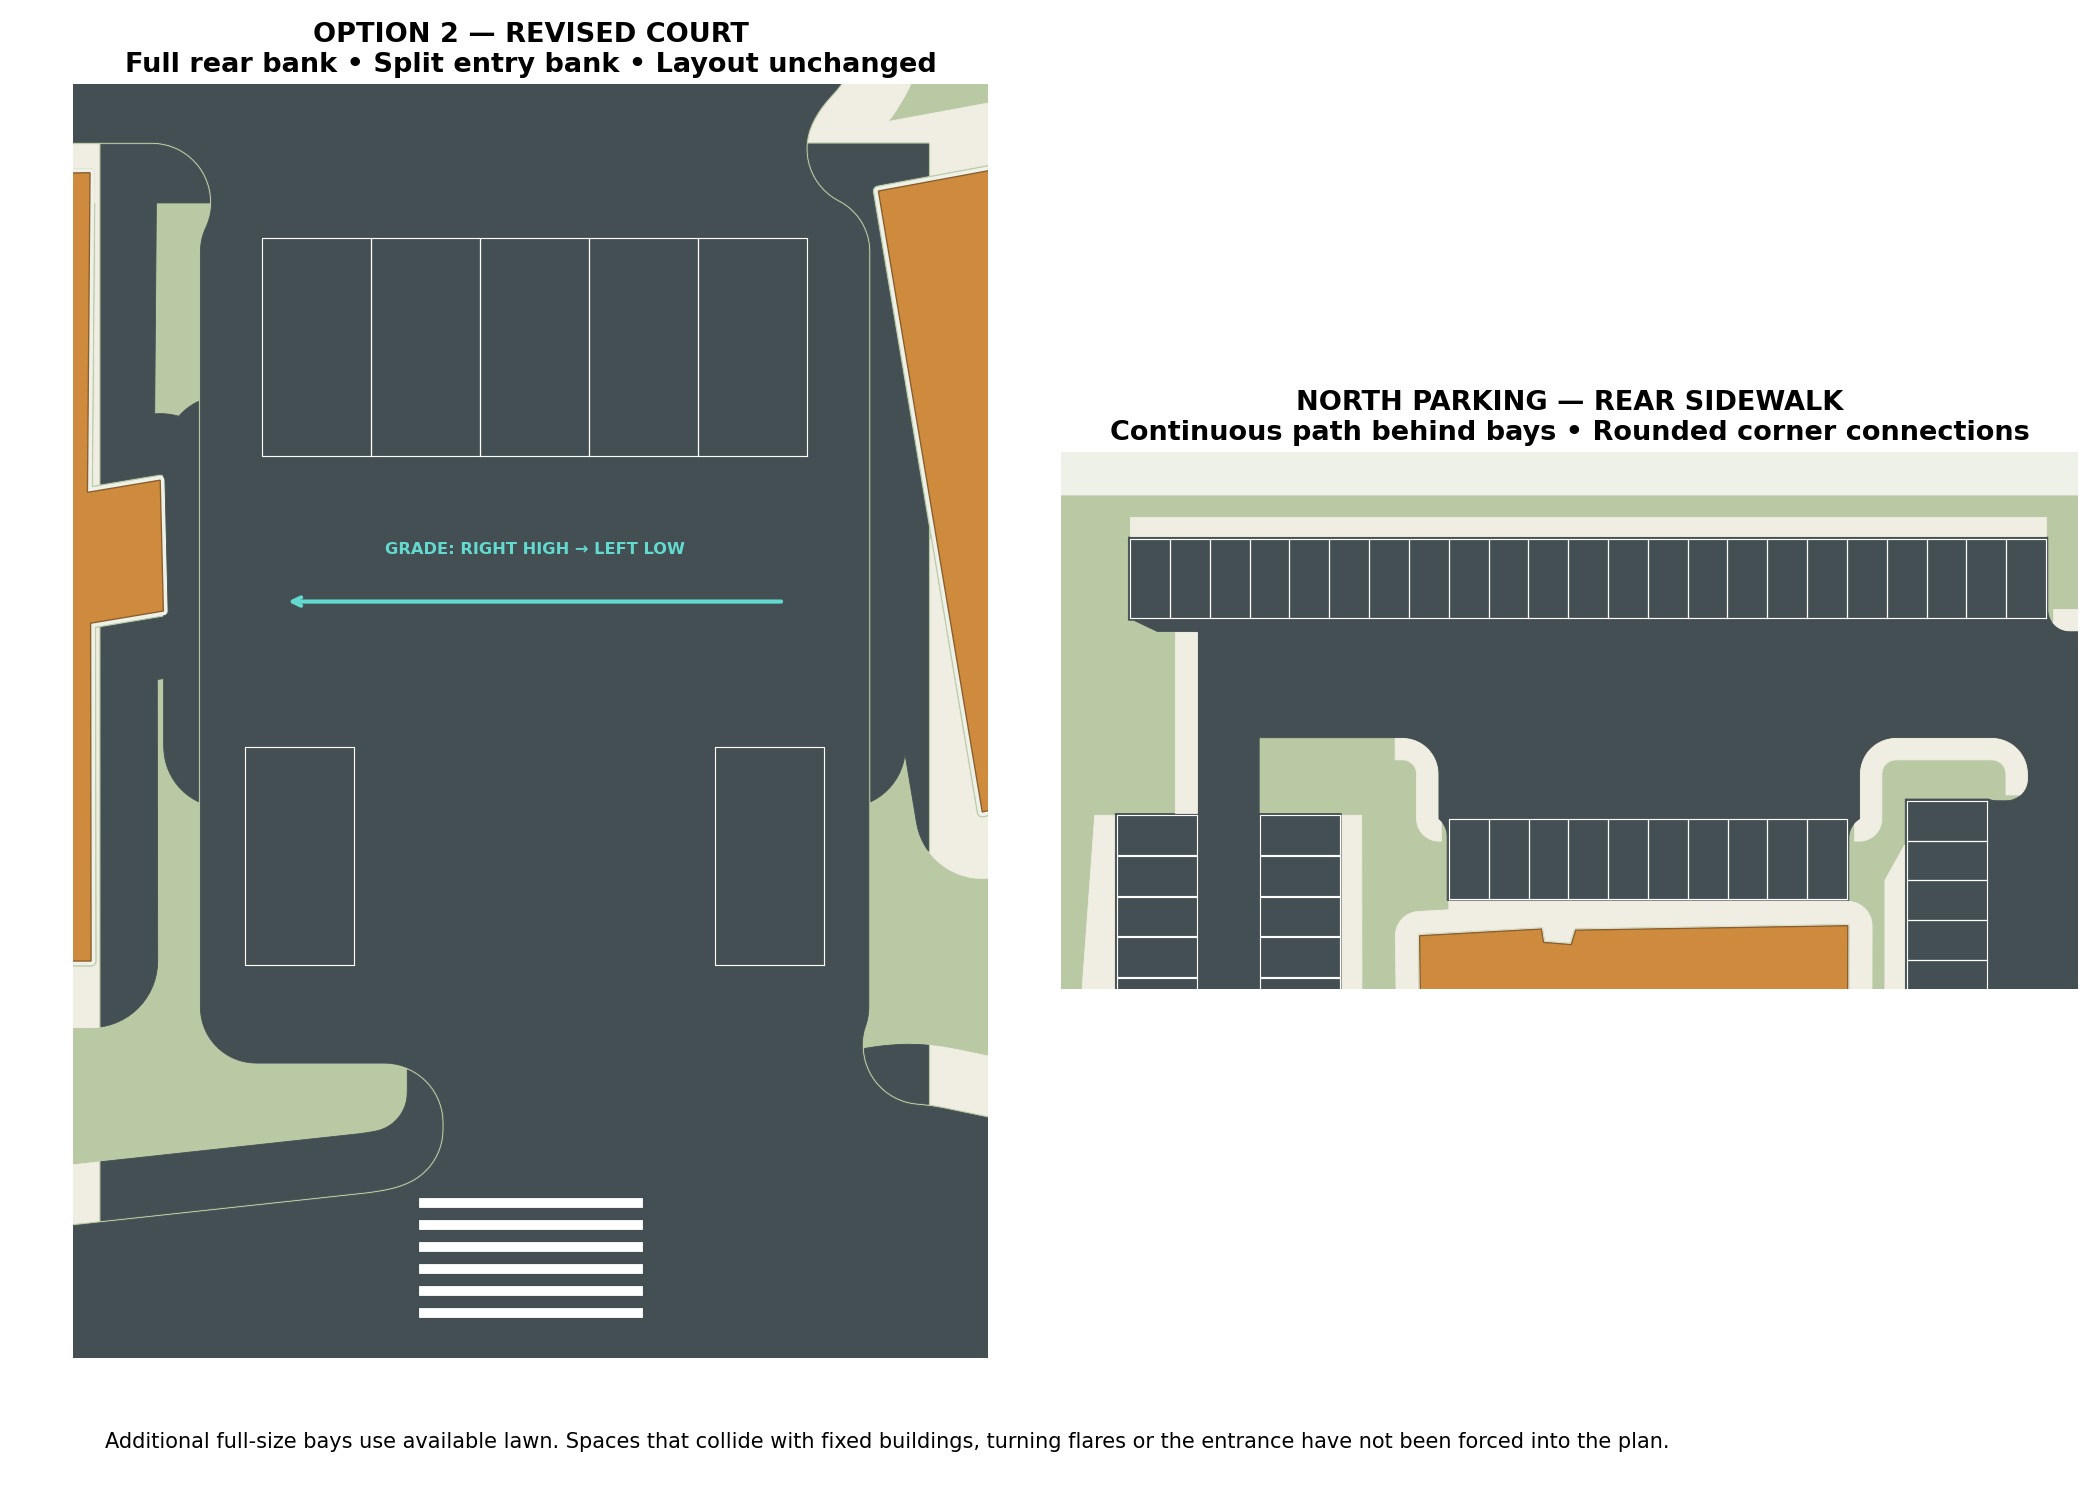 OPTION 2 — REVISED COURT
Full rear bank • Split entry bank • Layout unchanged
GRADE: RIGHT HIGH → LEFT LOW
NORTH PARKING — REAR SIDEWALK
Continuous path behind bays • Rounded corner connections
Additional full-size bays use available lawn. Spaces that collide with fixed buildings, turning flares or the entrance have not been forced into the plan.